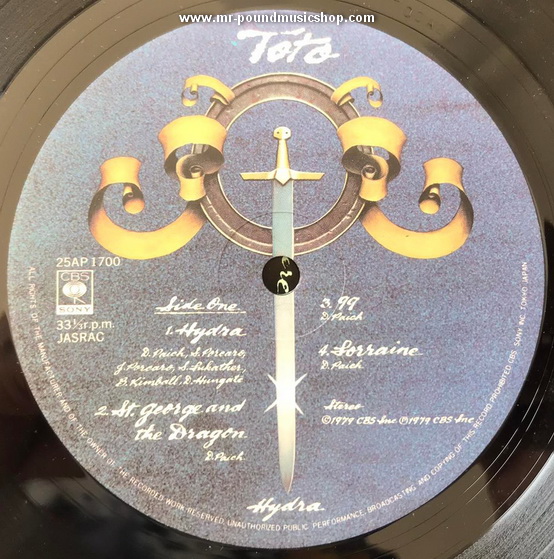 www.mr-poundmusicshop.com
Toto
25AP 1700
CBS
SONY
33⅓ r.p.m.
JASRAC
Side One
1. Hydra
D. Paich, S. Porcaro,
J. Porcaro, S. Lukather,
B. Kimball, D. Hungate
2. St. George and
the Dragon
D. Paich
3. 99
D. Paich
4. Lorraine
D. Paich
Stereo
©1979 CBS Inc. ℗1979 CBS Inc.
Hydra
ALL RIGHTS OF THE MANUFACTURER AND OF THE OWNER OF THE RECORDED WORK RESERVED. UNAUTHORIZED PUBLIC PERFORMANCE, BROADCASTING AND COPYING OF THIS RECORD PROHIBITED. CBS/SONY INC. TOKYO JAPAN